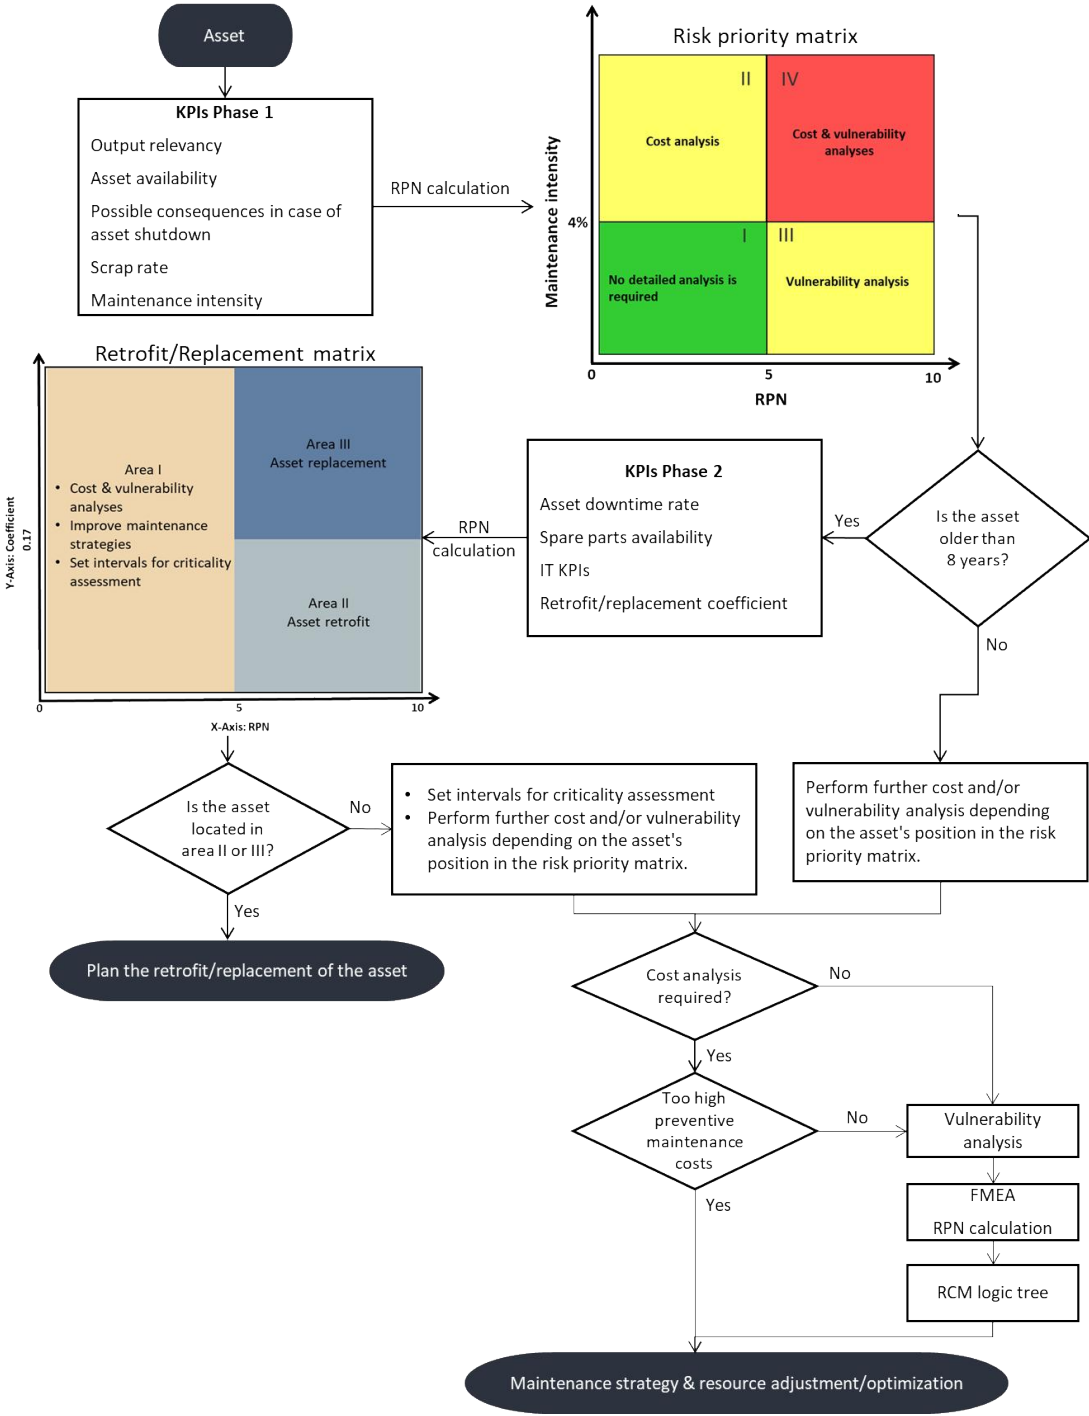 Asset
KPIs Phase 1
Output relevancy
Asset availability
Possible consequences in case of
asset shutdown
Scrap rate
Maintenance intensity
RPN calculation
Risk priority matrix
Maintenance intensity
4%
II
Cost analysis
IV
Cost & vulnerability
analyses
I
No detailed analysis is
required
III
Vulnerability analysis
0
5
10
RPN
Is the asset
older than
8 years?
Yes
No
KPIs Phase 2
Asset downtime rate
Spare parts availability
IT KPIs
Retrofit/replacement coefficient
RPN
calculation
Retrofit/Replacement matrix
Y-Axis: Coefficient
0.17
Area I
• Cost & vulnerability
analyses
• Improve maintenance
strategies
• Set intervals for criticality
assessment
Area III
Asset replacement
Area II
Asset retrofit
0
5
10
X-Axis: RPN
Is the asset
located in
area II or III?
No
Yes
Plan the retrofit/replacement of the asset
• Set intervals for criticality assessment
• Perform further cost and/or vulnerability
analysis depending on the asset's
position in the risk priority matrix.
Perform further cost and/or
vulnerability analysis depending
on the asset's position in the risk
priority matrix.
Cost analysis
required?
No
Yes
Too high
preventive
maintenance
costs
No
Yes
Vulnerability
analysis
FMEA
RPN calculation
RCM logic tree
Maintenance strategy & resource adjustment/optimization